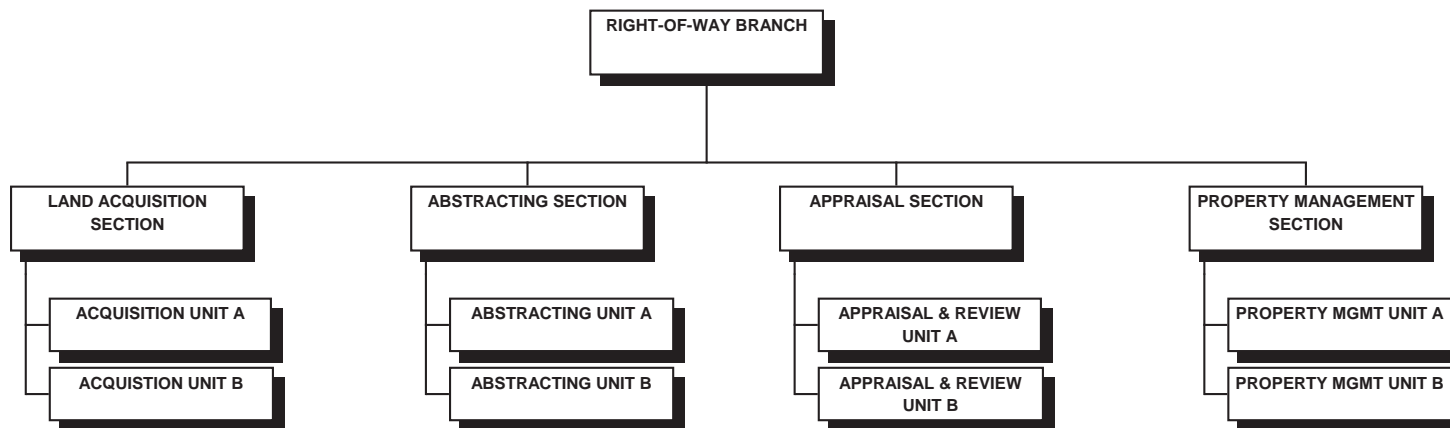 RIGHT-OF-WAY BRANCH
LAND ACQUISITION
SECTION
ABSTRACTING SECTION
APPRAISAL SECTION
PROPERTY MANAGEMENT
SECTION
ACQUISITION UNIT A
ABSTRACTING UNIT A
APPRAISAL & REVIEW
UNIT A
PROPERTY MGMT UNIT A
ACQUISTION UNIT B
ABSTRACTING UNIT B
APPRAISAL & REVIEW
UNIT B
PROPERTY MGMT UNIT B